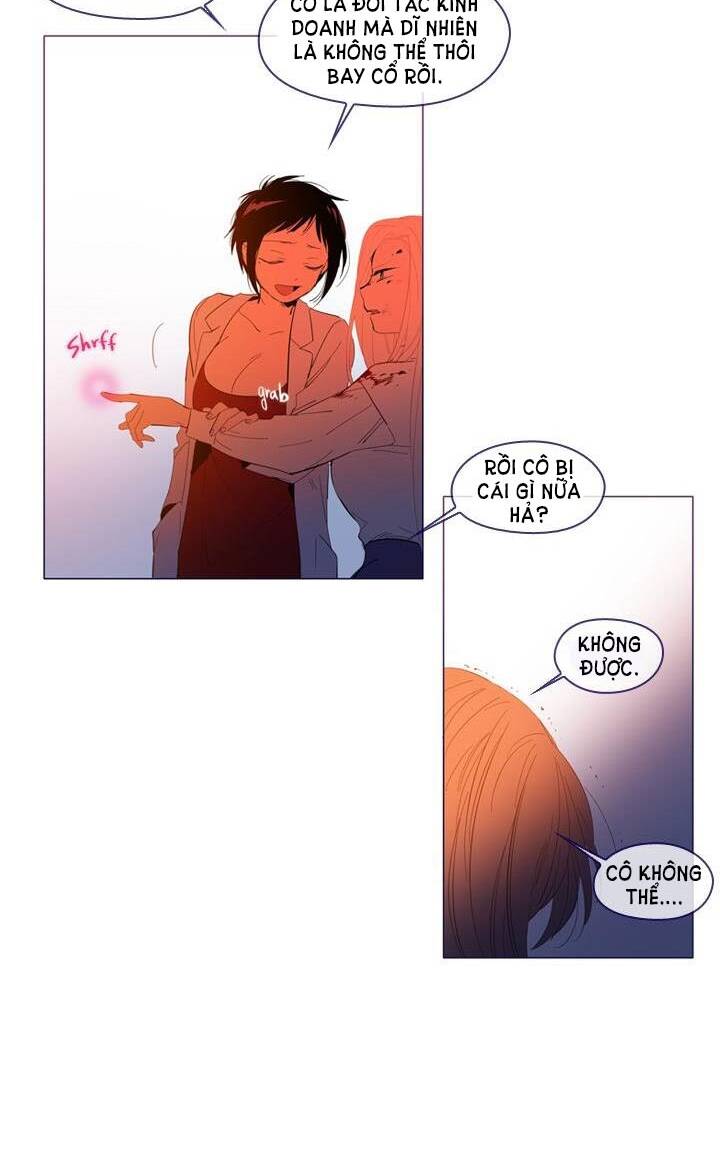 CÔ LÀ ĐỐI TÁC KINH
DOANH MÀ DĨ NHIÊN
LÀ KHÔNG THỂ THÔI
BAY CỔ RỒI.
Shrff
grab
RỒI CÔ BỊ
CÁI GÌ NỮA
HẢ?
KHÔNG
ĐƯỢC.
CÔ KHÔNG
THỂ....